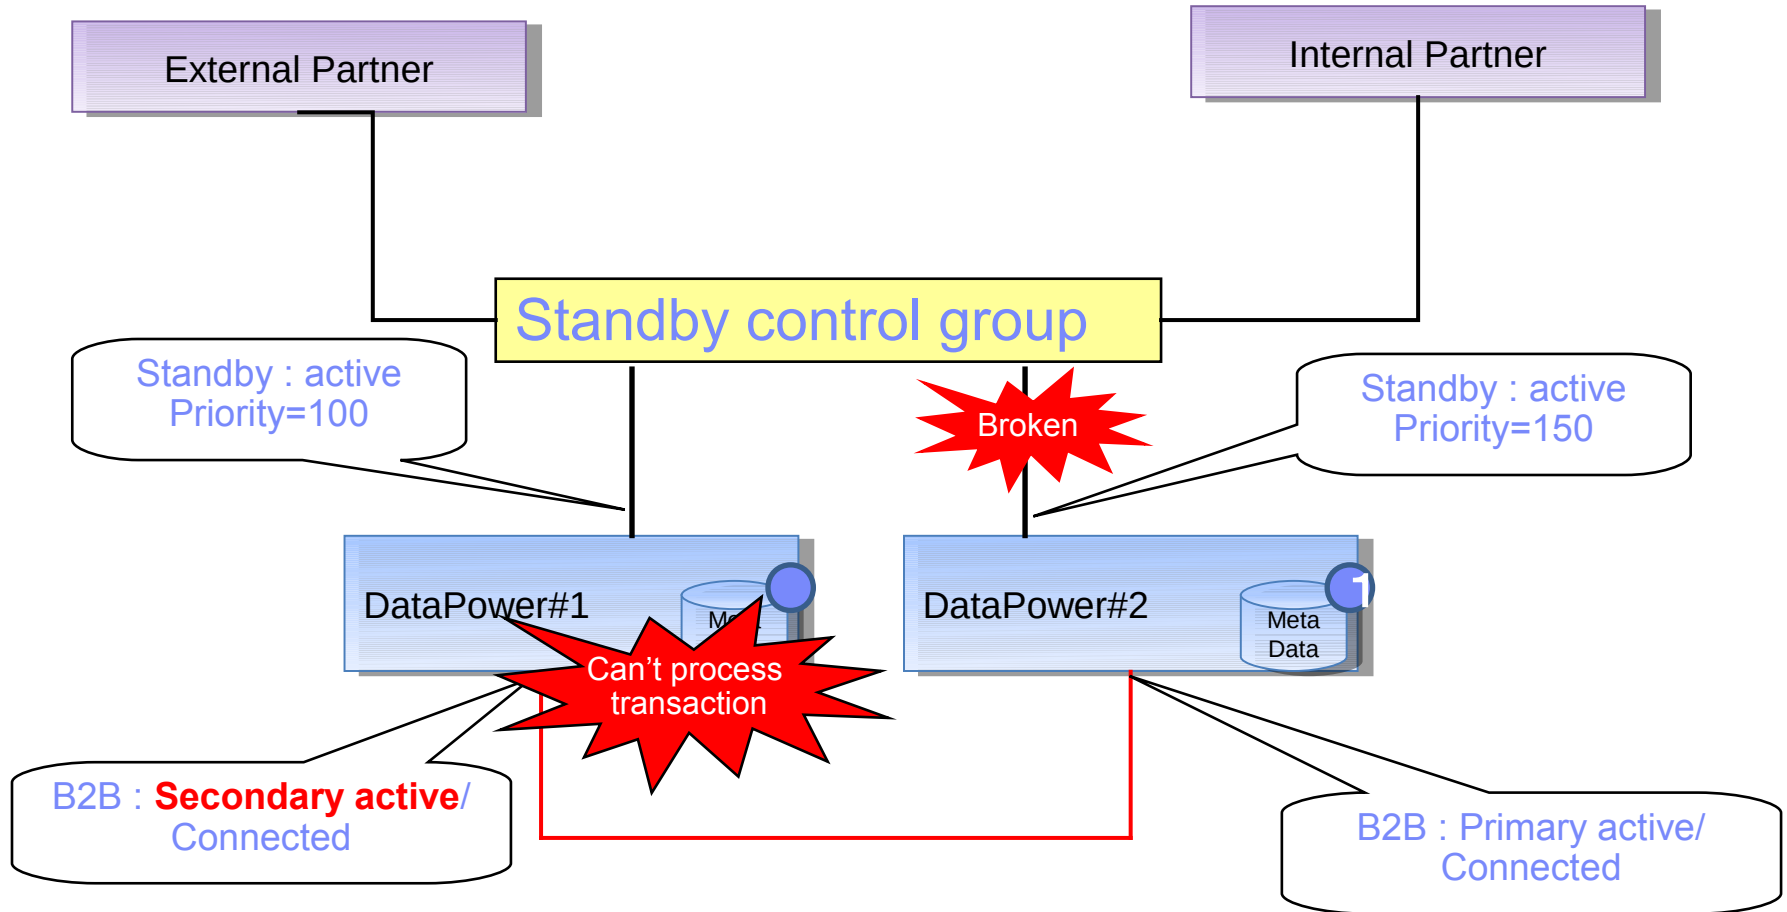 External Partner
Internal Partner
Standby control group
Standby : active
Priority=100
Broken
Standby : active
Priority=150
DataPower#1
DataPower#2
1
Meta
Data
Can’t process
transaction
B2B : Secondary active/
Connected
B2B : Primary active/
Connected